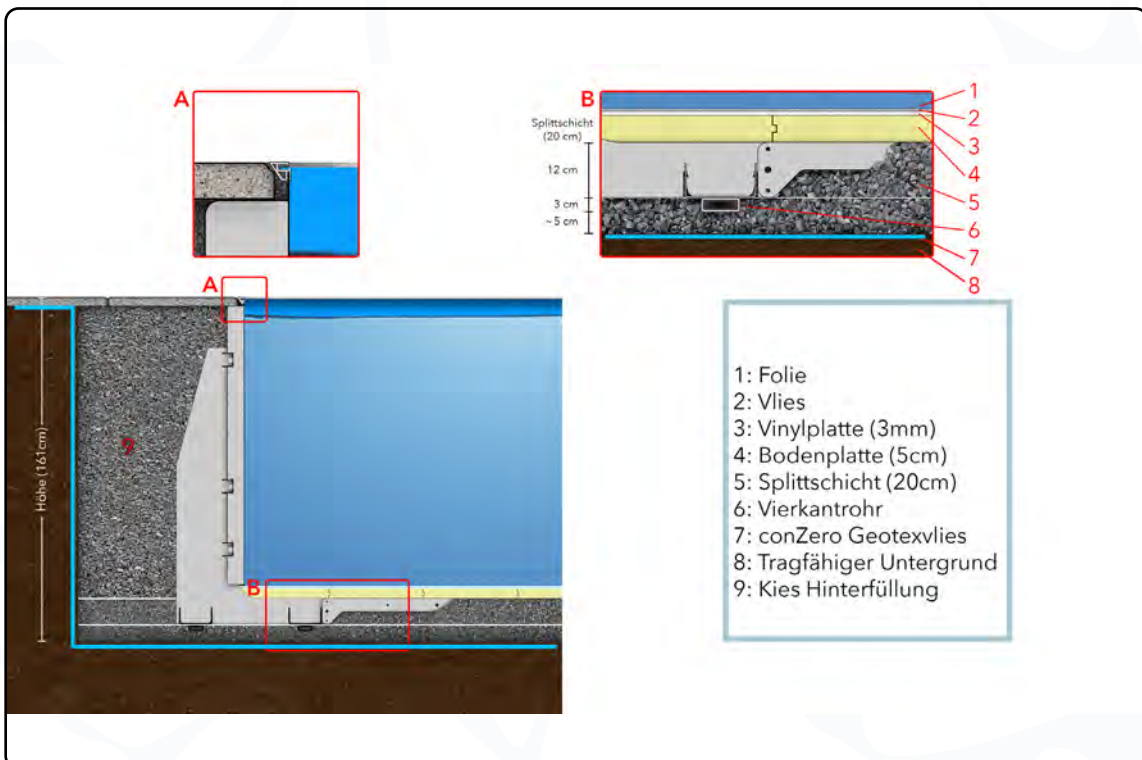 A
B
Splittschicht
(20 cm)
12 cm
3 cm
~5 cm
1
2
3
4
5
6
7
8
A
Höhe (161cm)
9
B
1: Folie
2: Vlies
3: Vinylplatte (3mm)
4: Bodenplatte (5cm)
5: Splittschicht (20cm)
6: Vierkantrohr
7: conZero Geotexvlies
8: Tragfähiger Untergrund
9: Kies Hinterfüllung